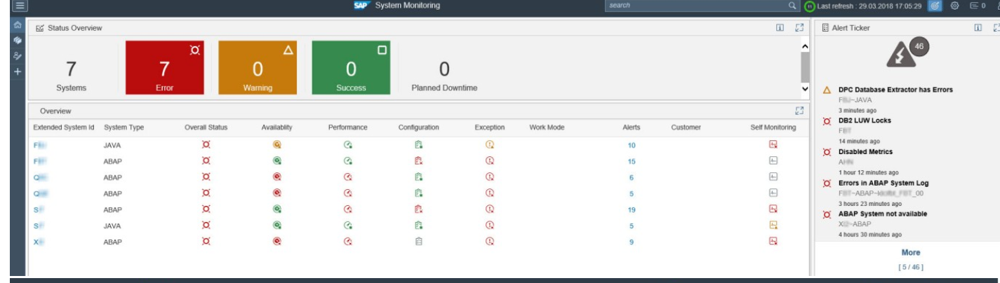 SAP System Monitoring
search
Last refresh : 29.03.2018 17:05:29
0
Status Overview
7
Systems
7
Error
0
Warning
0
Success
0
Planned Downtime
Overview
Extended System Id System Type Overall Status Availablity Performance Configuration Exception Work Mode Alerts Customer Self Monitoring
F JAVA 10
F ABAP 15
Q ABAP 6
Q ABAP 5
S ABAP 19
S JAVA 5
X ABAP 9
Alert Ticker
46
DPC Database Extractor has Errors
~JAVA
3 minutes ago
DB2 LUW Locks
14 minutes ago
Disabled Metrics
1 hour 12 minutes ago
Errors in ABAP System Log
~ABAP~ _00
3 hours 23 minutes ago
ABAP System not available
~ABAP
4 hours 30 minutes ago
More
[ 5 / 46 ]